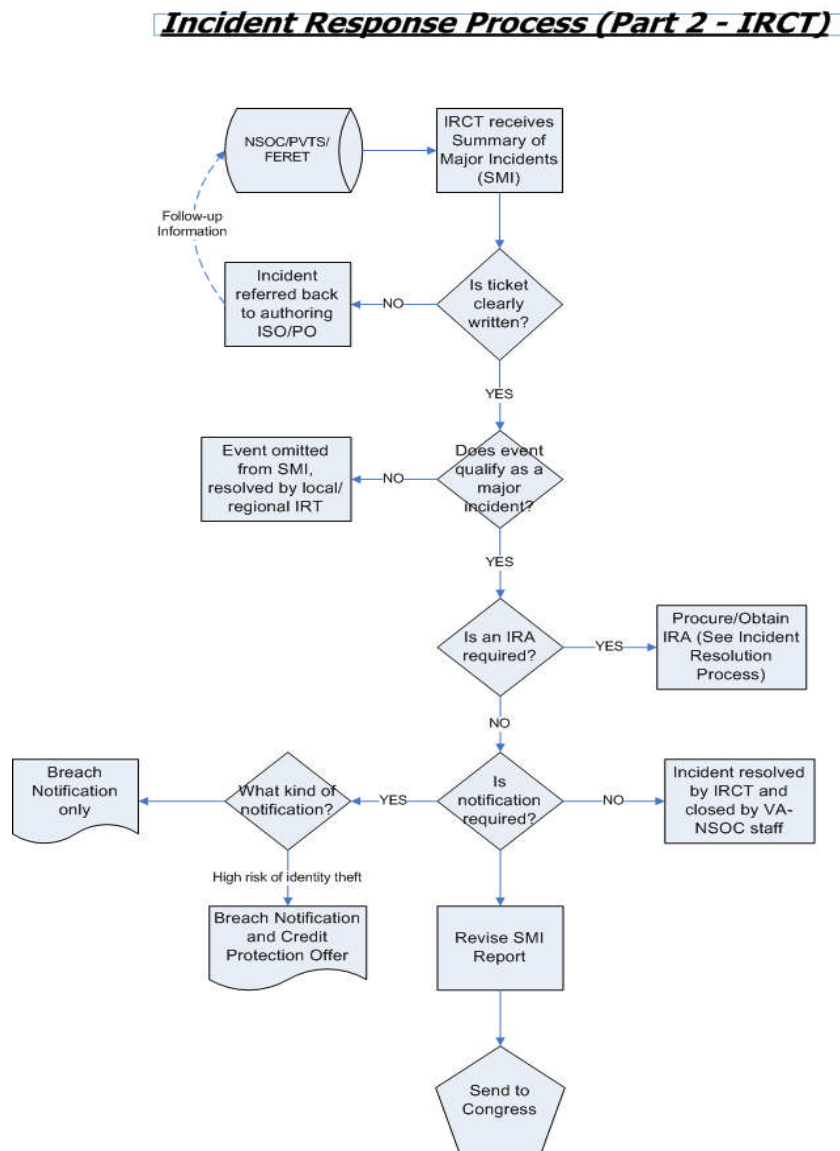 Incident Response Process (Part 2 - IRCT)
NSOC/PVTS/
FERET
IRCT receives
Summary of
Major Incidents
(SMI)
Follow-up
Information
Incident
referred back
to authoring
ISO/PO
NO
Is ticket
clearly
written?
YES
Event omitted
from SMI,
resolved by local/
regional IRT
NO
Does event
qualify as a
major
incident?
YES
Is an IRA
required?
YES
Procure/Obtain
IRA (See Incident
Resolution
Process)
NO
Breach
Notification
only
What kind of
notification?
YES
Is
notification
required?
NO
Incident resolved
by IRCT and
closed by VA-
NSOC staff
High risk of identity theft
Breach Notification
and Credit
Protection Offer
Revise SMI
Report
Send to
Congress